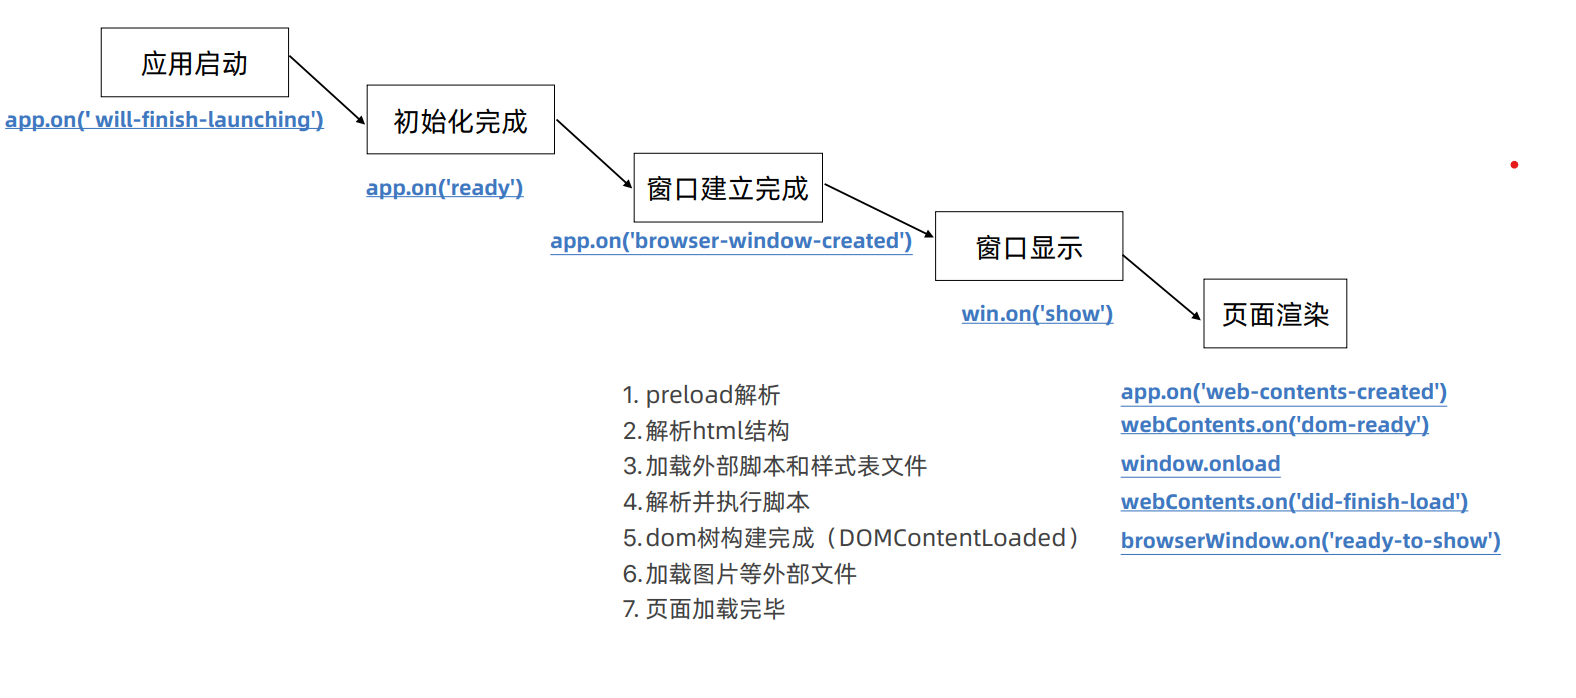 应用启动
app.on(' will-finish-launching')
初始化完成
app.on('ready')
窗口建立完成
app.on('browser-window-created')
窗口显示
win.on('show')
页面渲染
1. preload解析
2.解析html结构
3.加载外部脚本和样式表文件
4.解析并执行脚本
5.dom树构建完成（DOMContentLoaded）
6.加载图片等外部文件
7. 页面加载完毕
app.on('web-contents-created')
webContents.on('dom-ready')
window.onload
webContents.on('did-finish-load')
browserWindow.on('ready-to-show')